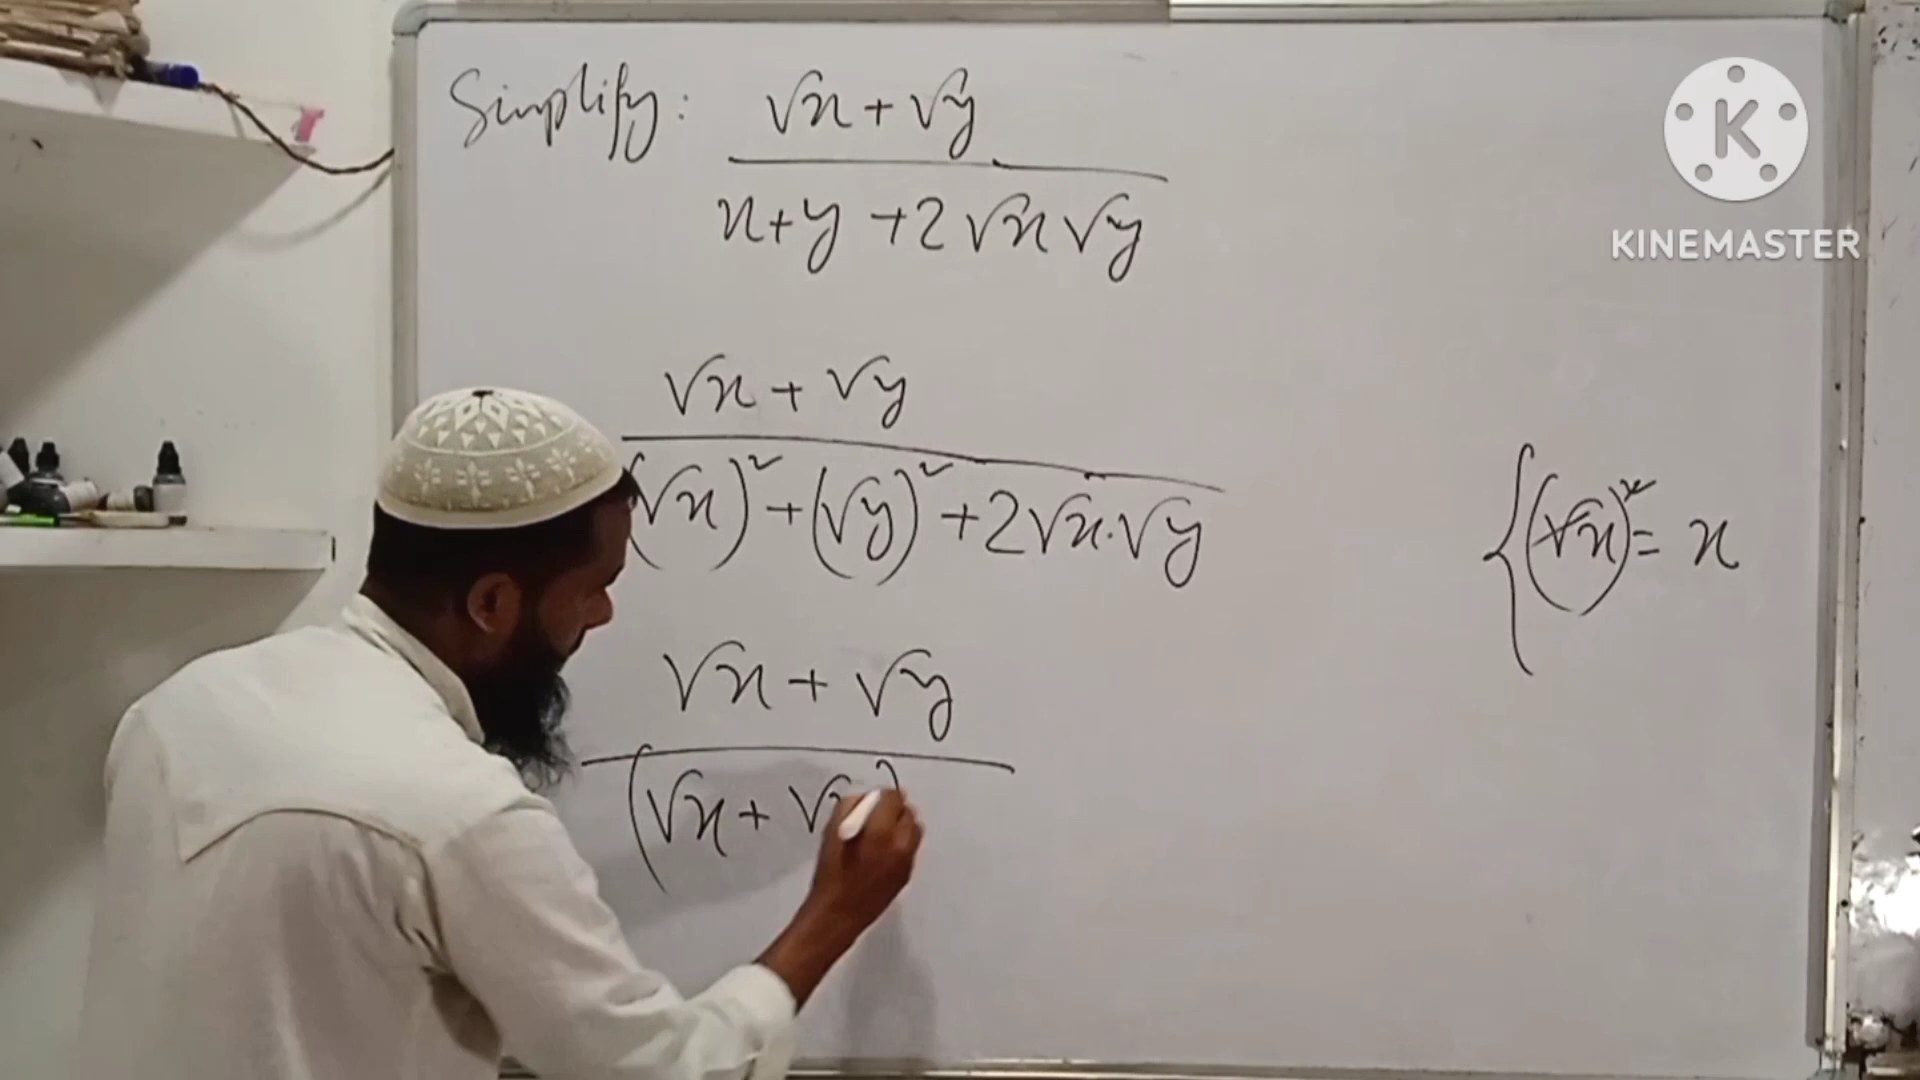 Simplify: √x + √y
x+y +2√x√y
√x + √y
(√x)² + (√y)² + 2√x.√y
(√x)² = x
√x + √y
(√x + √
K
KINEMASTER